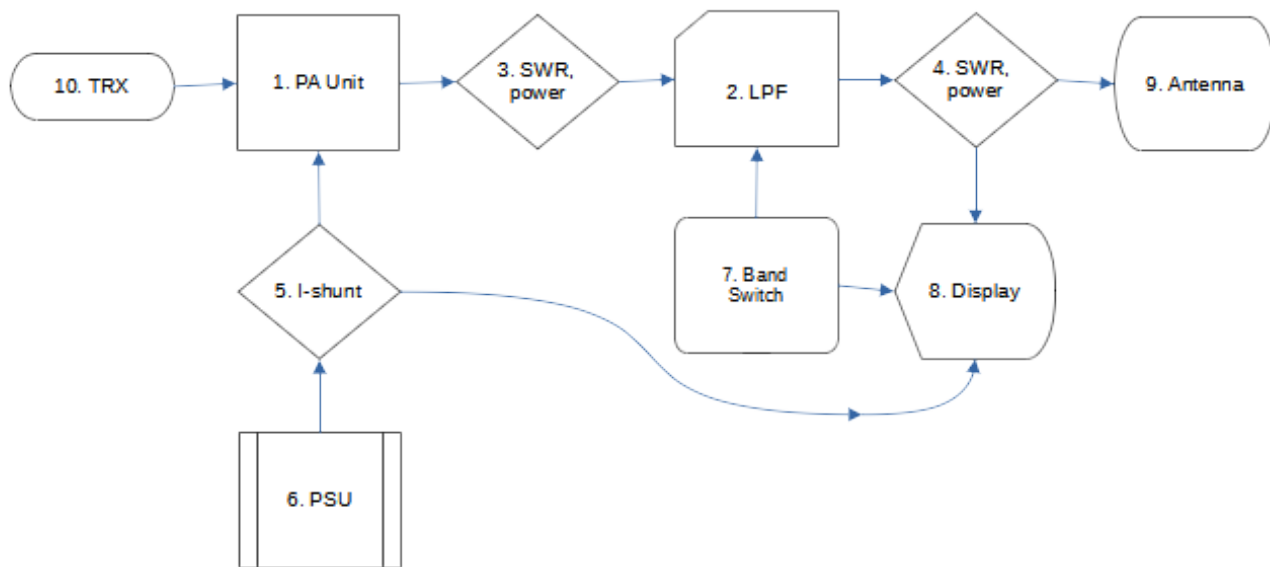 10. TRX
1. PA Unit
3. SWR,
power
2. LPF
4. SWR,
power
9. Antenna
5. I-shunt
7. Band
Switch
8. Display
6. PSU